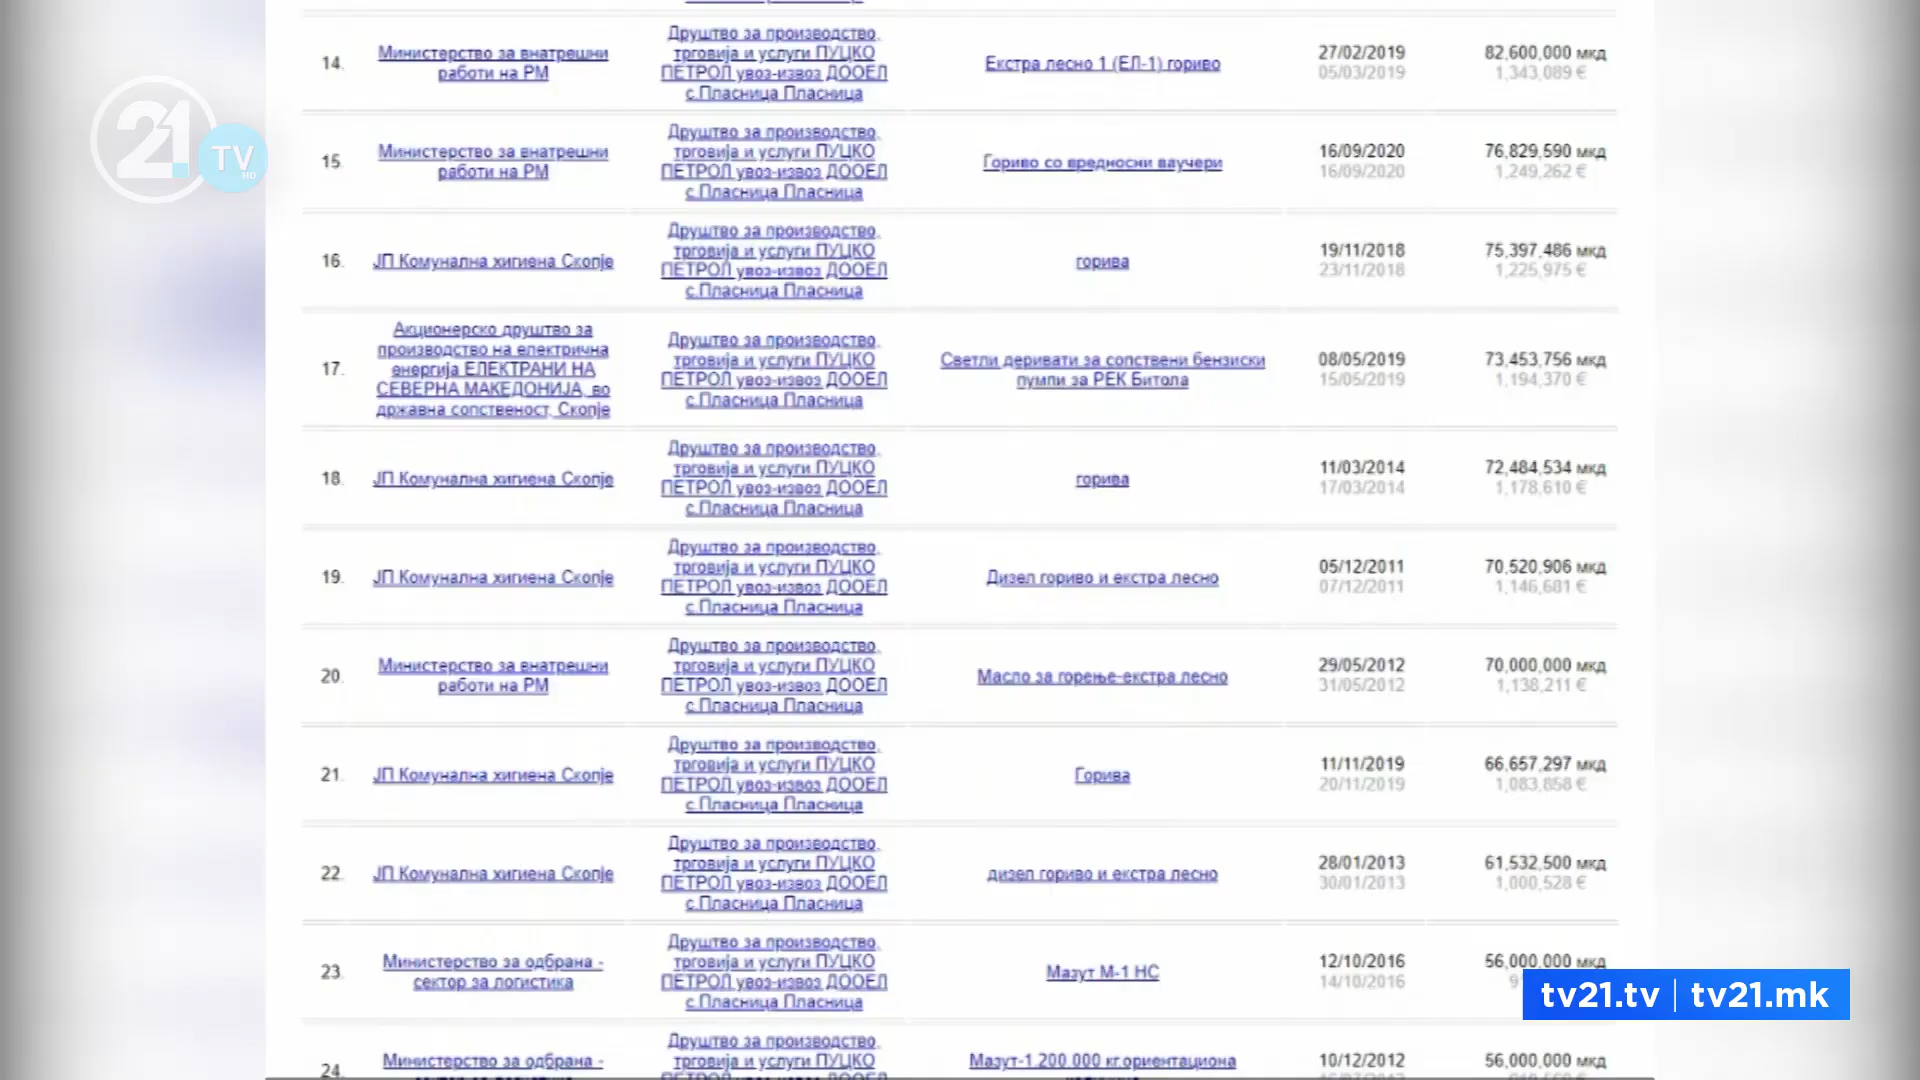 14.
Министерство за внатрешни
работи на РМ
Друштво за производство,
трговија и услуги ПУЦКО
ПЕТРОЛ увоз-извоз ДООЕЛ
с.Пласница Пласница
Екстра лесно 1 (ЕЛ-1) гориво
27/02/2019
05/03/2019
82,600,000 мкд
1,343,089 €
21 TV HD
15.
Министерство за внатрешни
работи на РМ
Друштво за производство,
трговија и услуги ПУЦКО
ПЕТРОЛ увоз-извоз ДООЕЛ
с.Пласница Пласница
Гориво со вредносни ваучери
16/09/2020
16/09/2020
76,829,590 мкд
1,249,262 €
16.
ЈП Комунална хигиена Скопје
Друштво за производство,
трговија и услуги ПУЦКО
ПЕТРОЛ увоз-извоз ДООЕЛ
с.Пласница Пласница
горива
19/11/2018
23/11/2018
75,397,486 мкд
1,225,975 €
17.
Акционерско друштво за
производство на електрична
енергија ЕЛЕКТРАНИ НА
СЕВЕРНА МАКЕДОНИЈА, во
државна сопственост, Скопје
Друштво за производство,
трговија и услуги ПУЦКО
ПЕТРОЛ увоз-извоз ДООЕЛ
с.Пласница Пласница
Светли деривати за сопствени бензиски
пумпи за РЕК Битола
08/05/2019
15/05/2019
73,453,756 мкд
1,194,370 €
18.
ЈП Комунална хигиена Скопје
Друштво за производство,
трговија и услуги ПУЦКО
ПЕТРОЛ увоз-извоз ДООЕЛ
с.Пласница Пласница
горива
11/03/2014
17/03/2014
72,484,534 мкд
1,178,610 €
19.
ЈП Комунална хигиена Скопје
Друштво за производство,
трговија и услуги ПУЦКО
ПЕТРОЛ увоз-извоз ДООЕЛ
с.Пласница Пласница
Дизел гориво и екстра лесно
05/12/2011
07/12/2011
70,520,906 мкд
1,146,681 €
20.
Министерство за внатрешни
работи на РМ
Друштво за производство,
трговија и услуги ПУЦКО
ПЕТРОЛ увоз-извоз ДООЕЛ
с.Пласница Пласница
Масло за горење-екстра лесно
29/05/2012
31/05/2012
70,000,000 мкд
1,138,211 €
21.
ЈП Комунална хигиена Скопје
Друштво за производство,
трговија и услуги ПУЦКО
ПЕТРОЛ увоз-извоз ДООЕЛ
с.Пласница Пласница
Горива
11/11/2019
20/11/2019
66,657,297 мкд
1,083,858 €
22.
ЈП Комунална хигиена Скопје
Друштво за производство,
трговија и услуги ПУЦКО
ПЕТРОЛ увоз-извоз ДООЕЛ
с.Пласница Пласница
дизел гориво и екстра лесно
28/01/2013
30/01/2013
61,532,500 мкд
1,000,528 €
23.
Министерство за одбрана -
сектор за логистика
Друштво за производство,
трговија и услуги ПУЦКО
ПЕТРОЛ увоз-извоз ДООЕЛ
с.Пласница Пласница
Мазут М-1 НС
12/10/2016
14/10/2016
56,000,000 мкд
tv21.tv | tv21.mk
24.
Министерство за одбрана -
Друштво за производство,
трговија и услуги ПУЦКО
ПЕТРОЛ увоз-извоз ДООЕЛ
Мазут-1.200.000 кг.ориентациона
10/12/2012
56,000,000 мкд